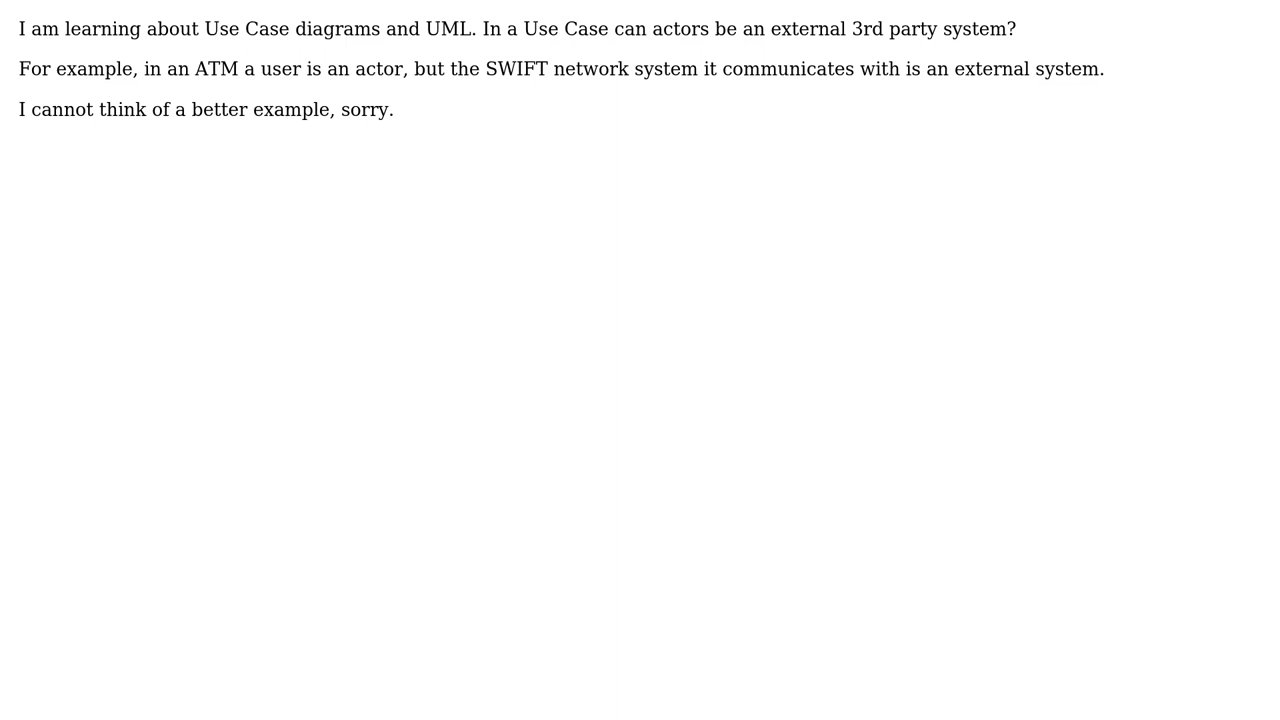 I am learning about Use Case diagrams and UML. In a Use Case can actors be an external 3rd party system?
For example, in an ATM a user is an actor, but the SWIFT network system it communicates with is an external system.
I cannot think of a better example, sorry.